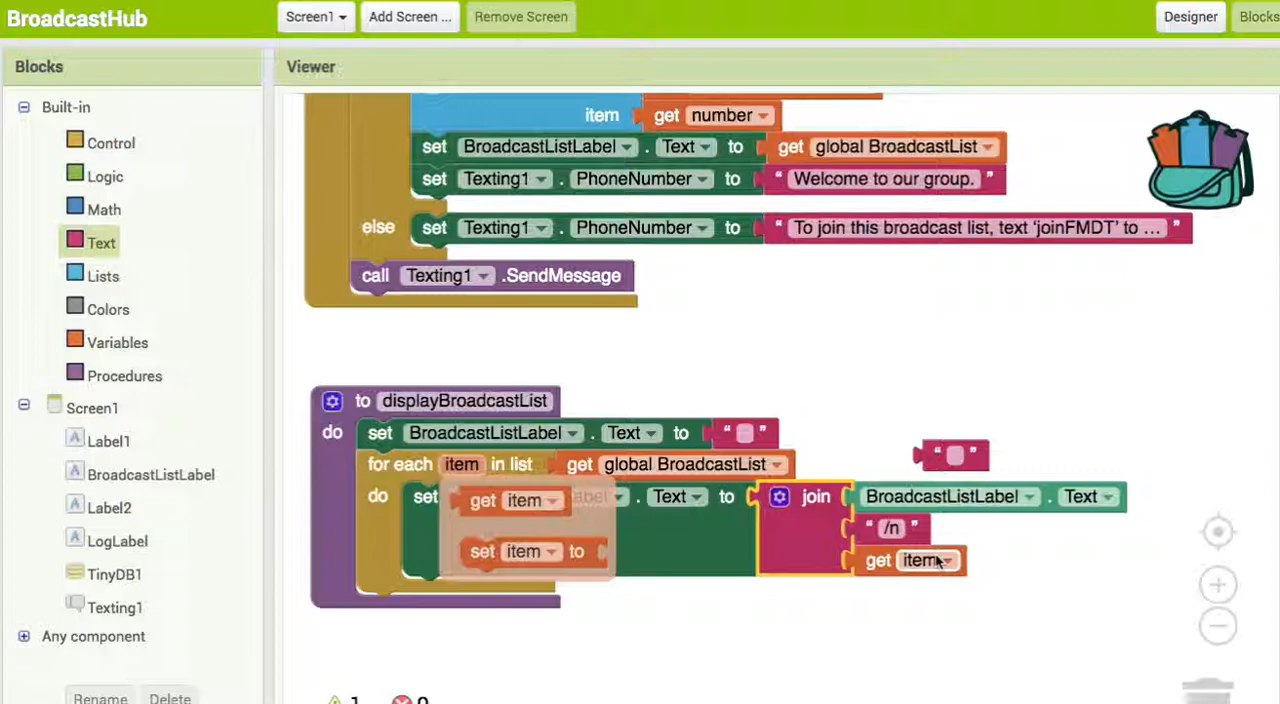 BroadcastHub Screen1 Add Screen ... Remove Screen Designer Blocks
Blocks Viewer
Built-in
Control
Logic
Math
Text
Lists
Colors
Variables
Procedures
Screen1
Label1
BroadcastListLabel
Label2
LogLabel
TinyDB1
Texting1
Any component
Rename Delete
item get number
set BroadcastListLabel . Text to get global BroadcastList
set Texting1 . PhoneNumber to “ Welcome to our group. ”
else set Texting1 . PhoneNumber to “ To join this broadcast list, text ‘joinFMDT’ to ... ”
call Texting1 .SendMessage
to displayBroadcastList
do set BroadcastListLabel . Text to “ ”
“ ”
for each item in list get global BroadcastList
do set . Text to join BroadcastListLabel . Text
get item
“ /n ”
set item to
get item
1 0